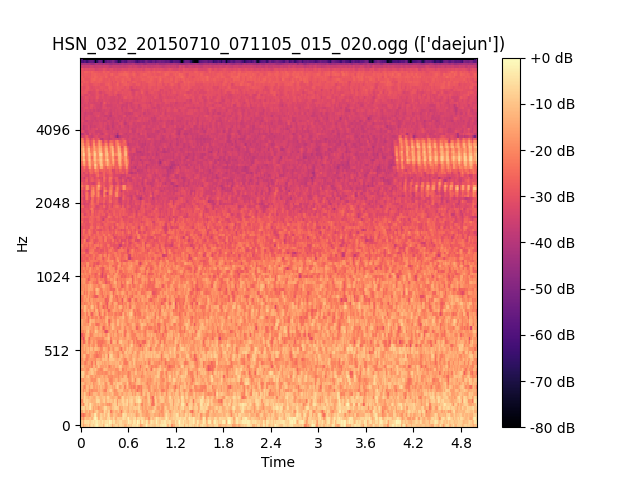 HSN_032_20150710_071105_015_020.ogg (['daejun'])
+0 dB
-10 dB
-20 dB
-30 dB
-40 dB
-50 dB
-60 dB
-70 dB
-80 dB
Hz
4096
2048
1024
512
0
0 0.6 1.2 1.8 2.4 3 3.6 4.2 4.8
Time